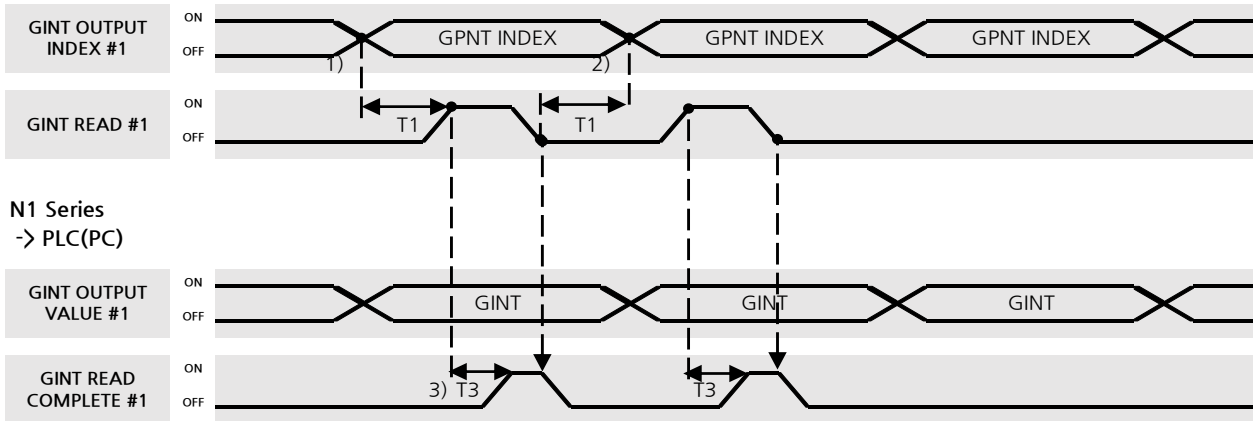 GINT OUTPUT
INDEX #1
ON
OFF
GPNT INDEX
GPNT INDEX
GPNT INDEX
1)
2)
GINT READ #1
ON
OFF
T1
T1
N1 Series
-> PLC(PC)
GINT OUTPUT
VALUE #1
ON
OFF
GINT
GINT
GINT
GINT READ
COMPLETE #1
ON
OFF
3) T3
T3